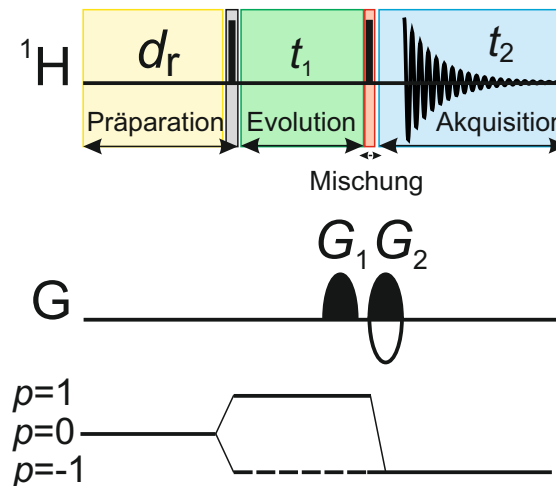 ¹H
dᵣ t₁ t₂
Präparation Evolution Akquisition
Mischung
G₁ G₂
G
p=1
p=0
p=-1